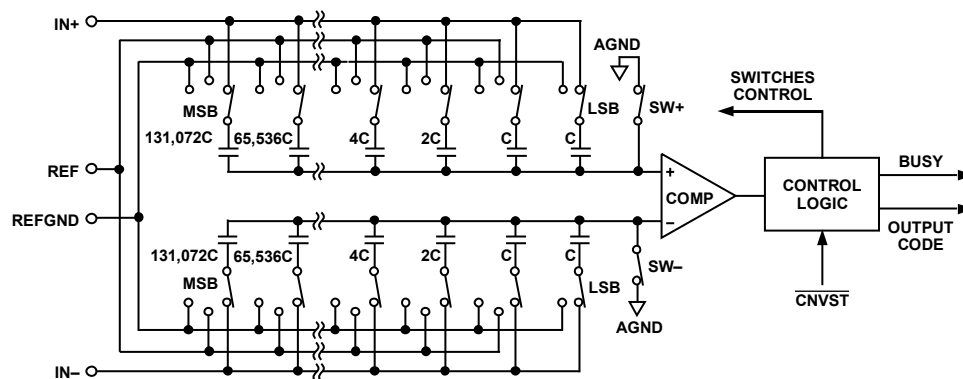 IN+
AGND
SWITCHES
CONTROL
MSB
LSB
SW+
131,072C
65,536C
4C
2C
C
C
BUSY
REF
+
COMP
CONTROL
LOGIC
REFGND
–
OUTPUT
CODE
131,072C
65,536C
4C
2C
C
C
SW–
MSB
LSB
CNVST
AGND
IN–